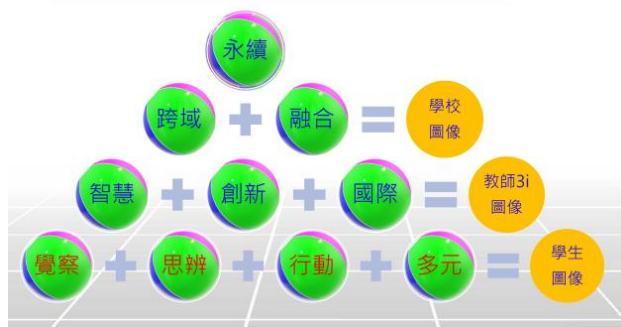 永續
跨域 + 融合 = 學校
圖像
智慧 + 創新 + 國際 = 教師3i
圖像
覺察 + 思辨 + 行動 + 多元 = 學生
圖像